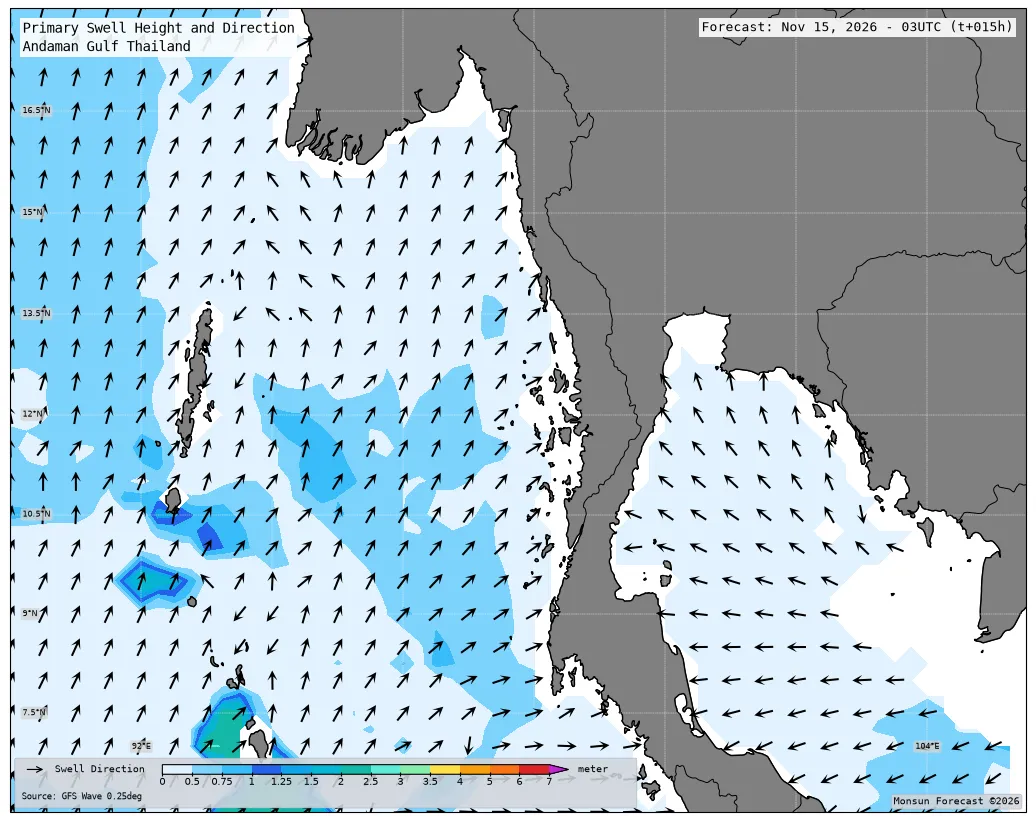 Primary Swell Height and Direction
Andaman Gulf Thailand
Forecast: Nov 15, 2026 - 03UTC (t+015h)
16.5°N
15°N
13.5°N
12°N
10.5°N
9°N
7.5°N
92°E
104°E
Swell Direction
0 0.5 0.75 1 1.25 1.5 2 2.5 3 3.5 4 5 6 7
meter
Source: GFS Wave 0.25deg
Monsun Forecast ©2026